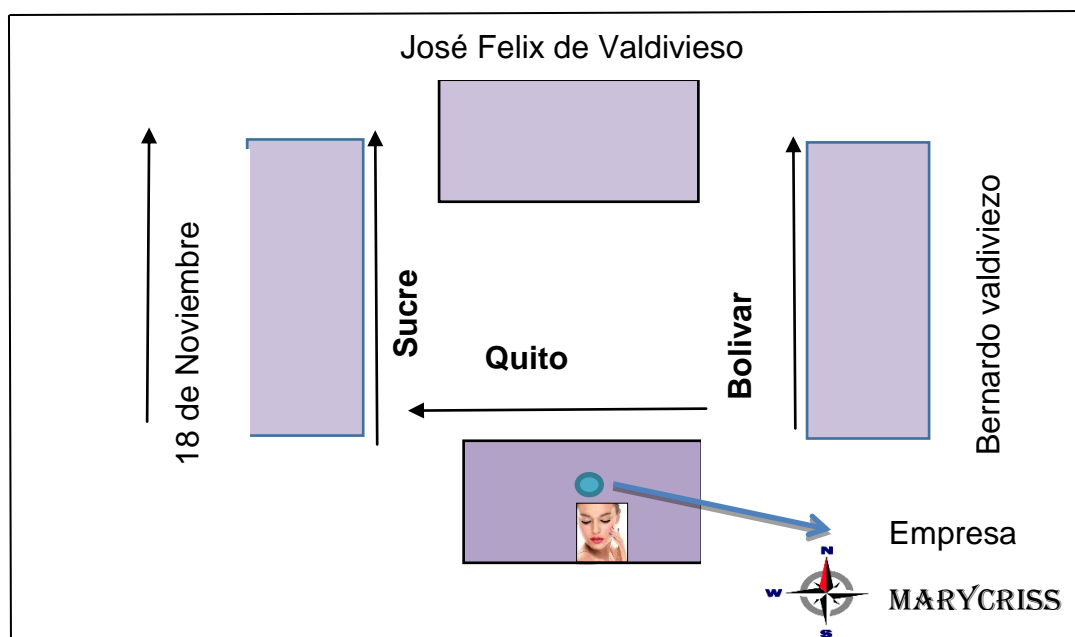 José Felix de Valdivieso
18 de Noviembre
Sucre
Quito
Bolivar
Bernardo valdiviezo
Empresa
N
W
S
MARYCRISS